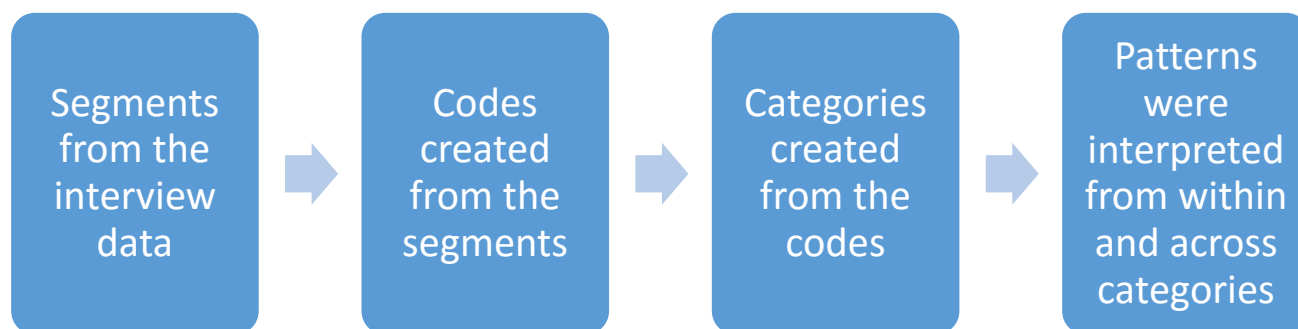 Segments
from the
interview
data
Codes
created
from the
segments
Categories
created
from the
codes
Patterns
were
interpreted
from within
and across
categories